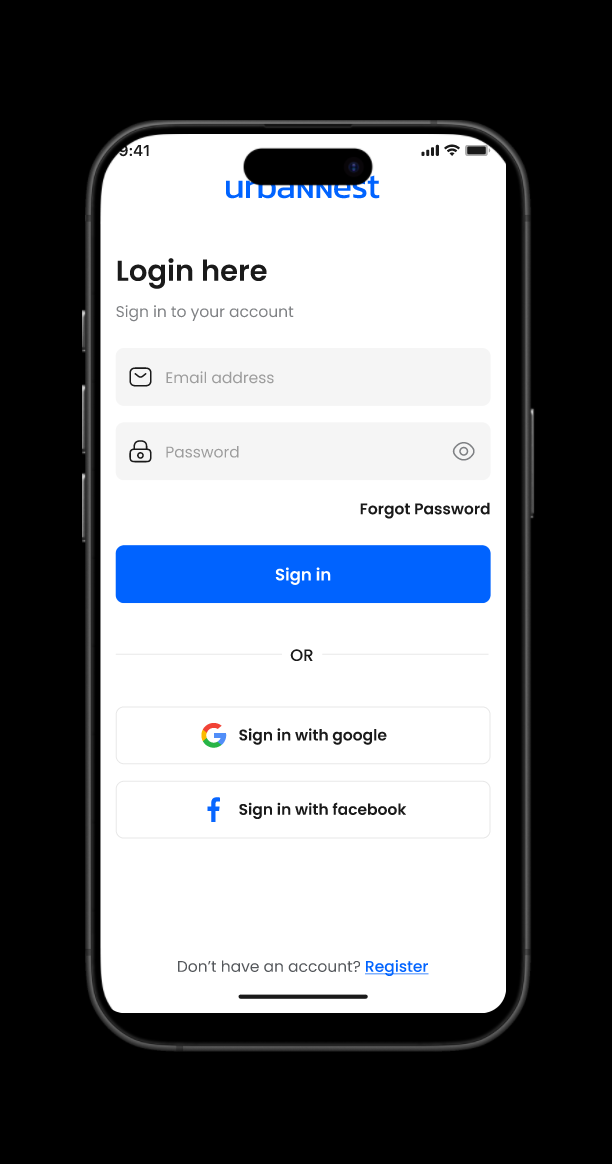 9:41
urbaNNest
Login here
Sign in to your account
Email address
Password
Forgot Password
Sign in
OR
Sign in with google
Sign in with facebook
Don’t have an account? Register